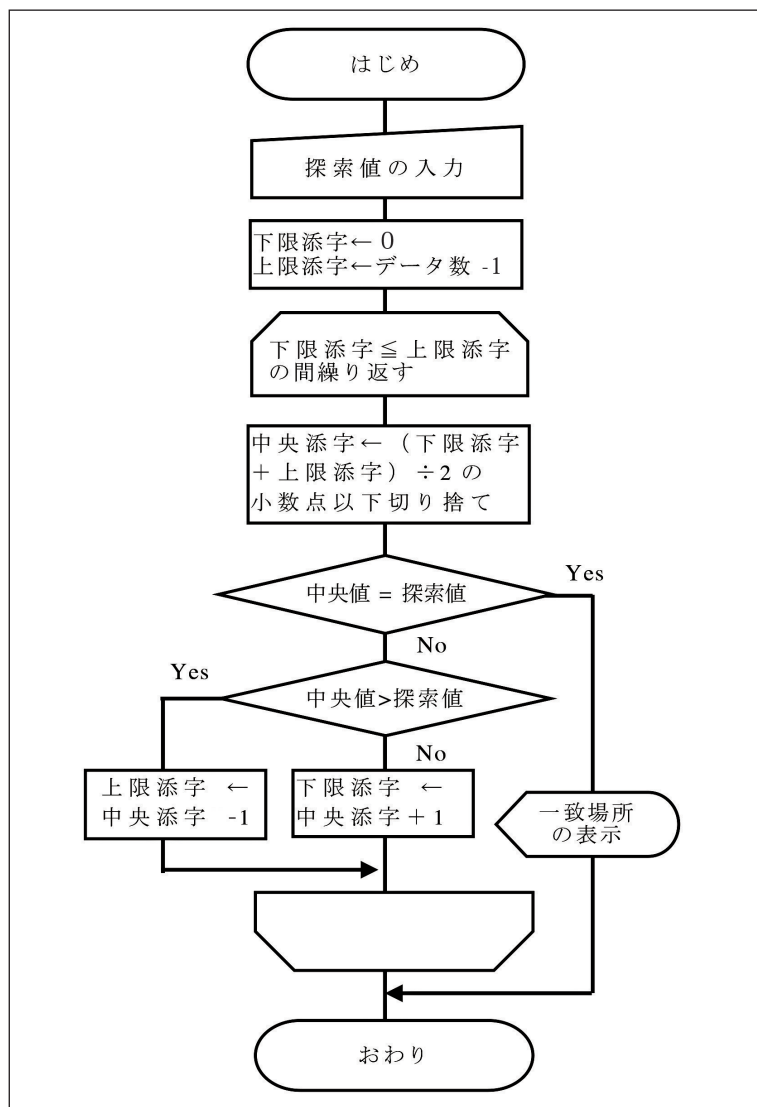 はじめ
探索値の入力
下限添字←0
上限添字←データ数 -1
下限添字≦上限添字
の間繰り返す
中央添字←(下限添字
+上限添字)÷2の
小数点以下切り捨て
中央値 = 探索値
Yes
No
中央値>探索値
Yes
No
上限添字 ←
中央添字 -1
下限添字 ←
中央添字+1
一致場所
の表示
おわり